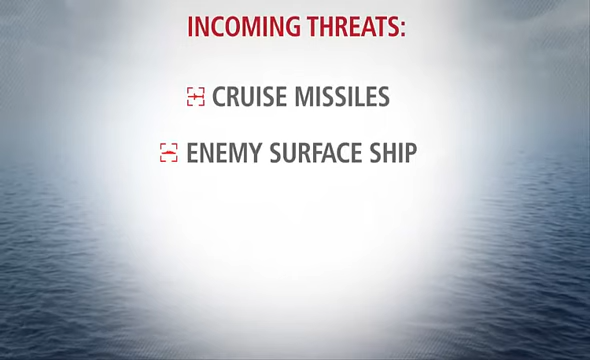 INCOMING THREATS:
CRUISE MISSILES
ENEMY SURFACE SHIP